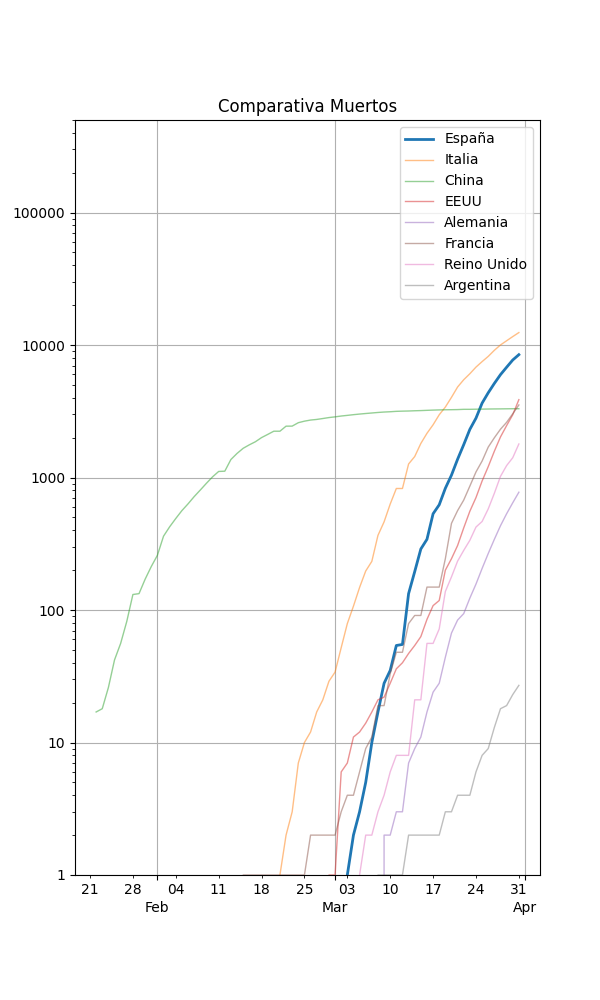 Comparativa Muertos
España
Italia
China
EEUU
Alemania
Francia
Reino Unido
Argentina
100000
10000
1000
100
10
1
21 28 04 11 18 25 03 10 17 24 31
Feb Mar Apr